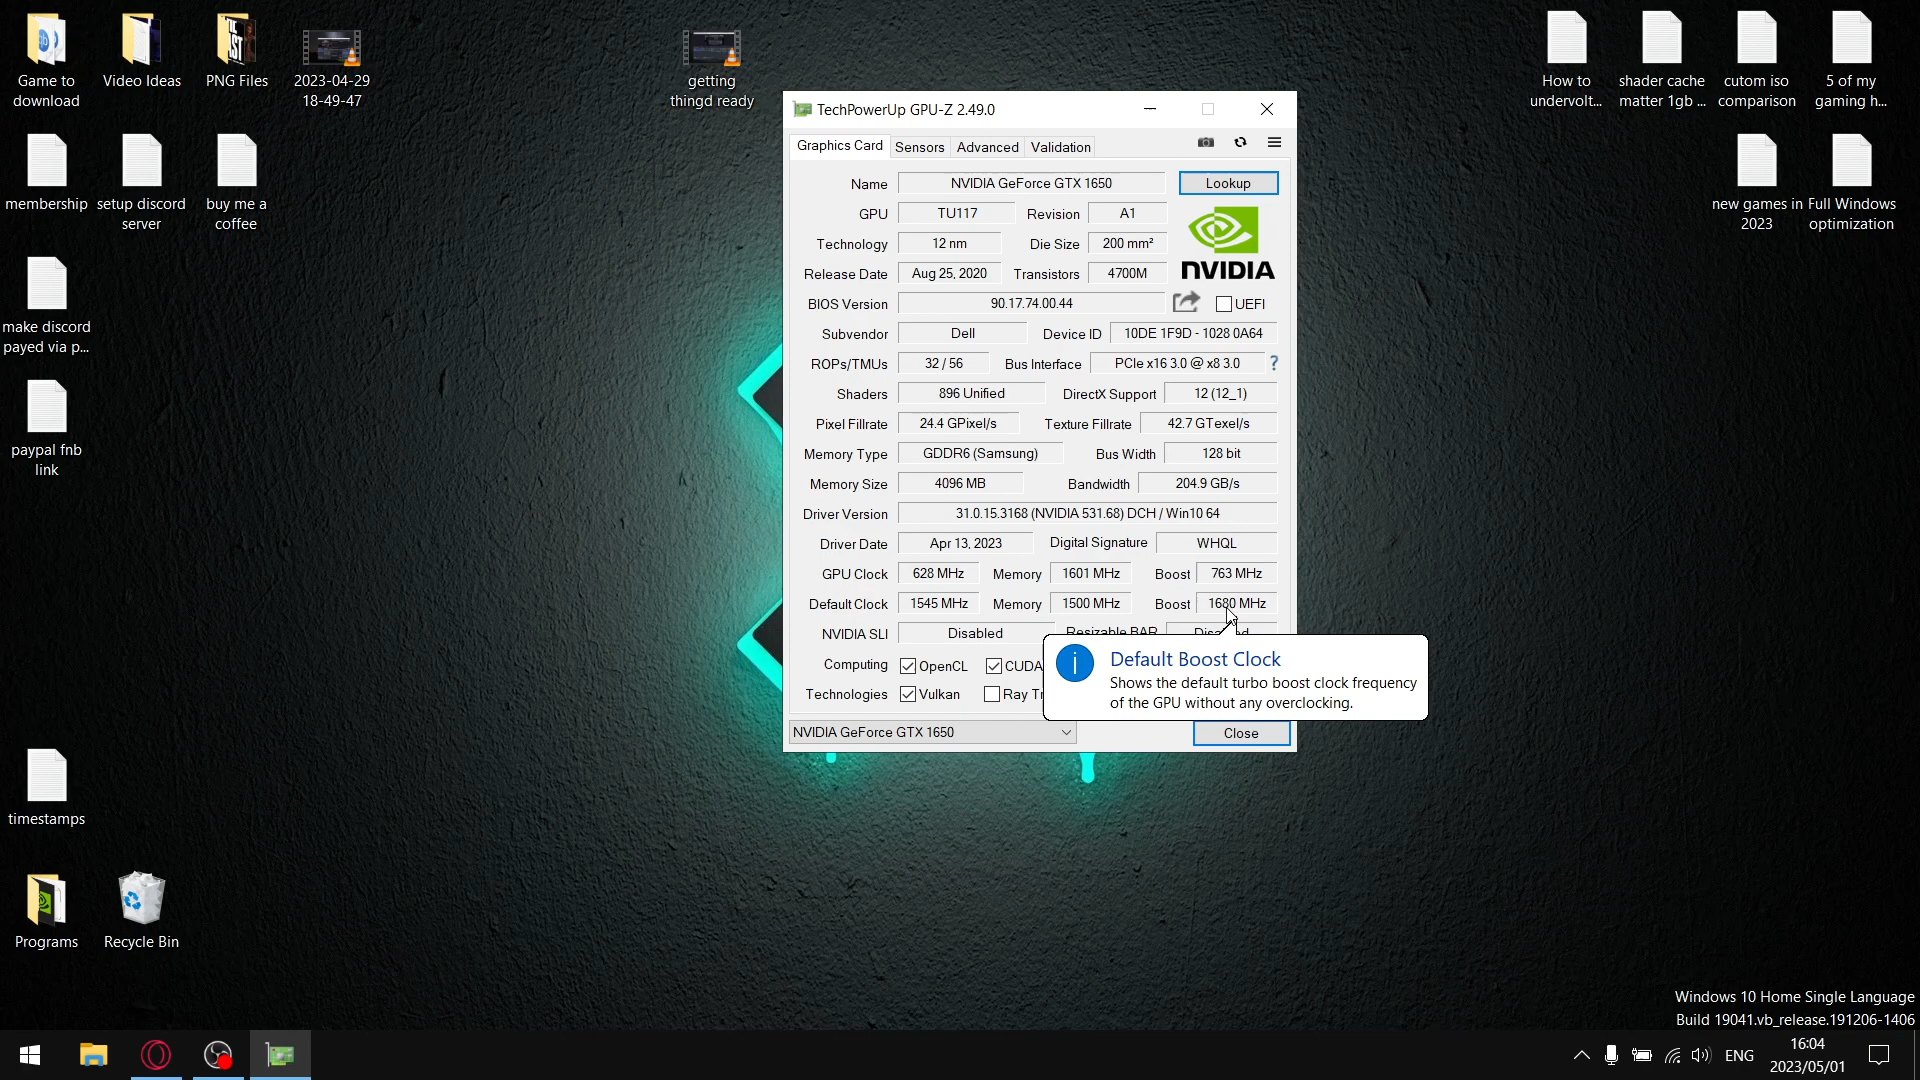 Game to
download
Video Ideas
PNG Files
2023-04-29
18-49-47
getting
thingd ready
How to
undervolt...
shader cache
matter 1gb ...
cutom iso
comparison
5 of my
gaming h...
membership
setup discord
server
buy me a
coffee
new games in
2023
Full Windows
optimization
make discord
payed via p...
paypal fnb
link
timestamps
Programs
Recycle Bin
TechPowerUp GPU-Z 2.49.0
Graphics Card Sensors Advanced Validation
Name NVIDIA GeForce GTX 1650 Lookup
GPU TU117 Revision A1
Technology 12 nm Die Size 200 mm²
Release Date Aug 25, 2020 Transistors 4700M
NVIDIA
BIOS Version 90.17.74.00.44 UEFI
Subvendor Dell Device ID 10DE 1F9D - 1028 0A64
ROPs/TMUs 32 / 56 Bus Interface PCIe x16 3.0 @ x8 3.0 ?
Shaders 896 Unified DirectX Support 12 (12_1)
Pixel Fillrate 24.4 GPixel/s Texture Fillrate 42.7 GTexel/s
Memory Type GDDR6 (Samsung) Bus Width 128 bit
Memory Size 4096 MB Bandwidth 204.9 GB/s
Driver Version 31.0.15.3168 (NVIDIA 531.68) DCH / Win10 64
Driver Date Apr 13, 2023 Digital Signature WHQL
GPU Clock 628 MHz Memory 1601 MHz Boost 763 MHz
Default Clock 1545 MHz Memory 1500 MHz Boost 1680 MHz
NVIDIA SLI Disabled Resizable BAR
Computing OpenCL CUDA
Technologies Vulkan Ray
Default Boost Clock
Shows the default turbo boost clock frequency
of the GPU without any overclocking.
NVIDIA GeForce GTX 1650 Close
Windows 10 Home Single Language
Build 19041.vb_release.191206-1406
ENG
16:04
2023/05/01